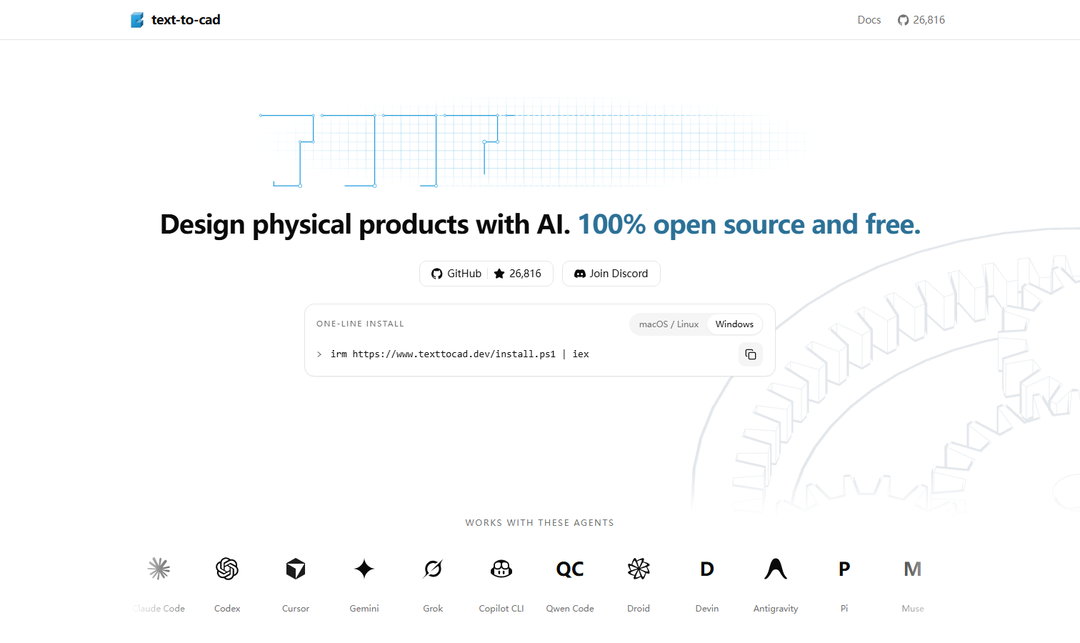 text-to-cad
Docs 26,816
Design physical products with AI. 100% open source and free.
GitHub 26,816 Join Discord
ONE-LINE INSTALL macOS / Linux Windows
> irm https://www.texttocad.dev/install.ps1 | iex
WORKS WITH THESE AGENTS
QC D P M
Claude Code Codex Cursor Gemini Grok Copilot CLI Qwen Code Droid Devin Antigravity Pi Muse